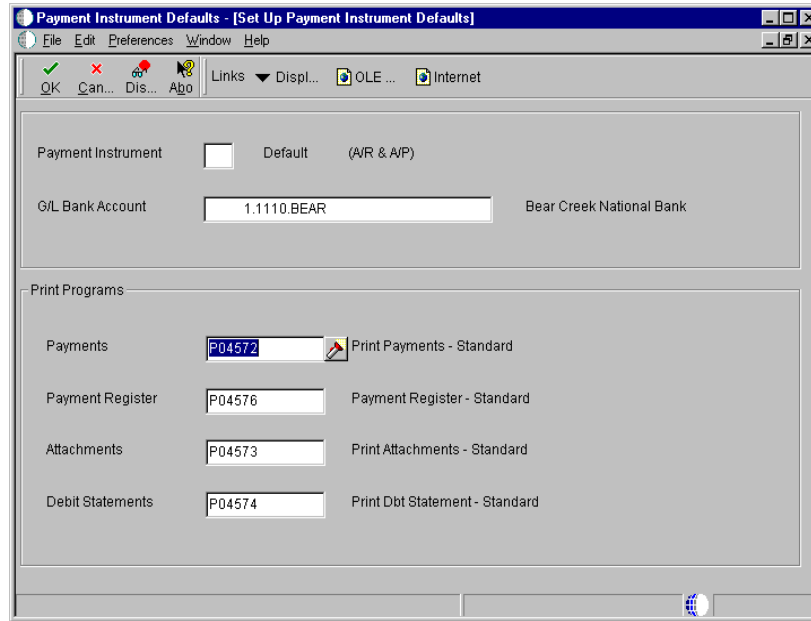 Payment Instrument Defaults - [Set Up Payment Instrument Defaults]
File Edit Preferences Window Help
OK Can... Dis... Abo Links Displ... OLE ... Internet
Payment Instrument Default (A/R & A/P)
G/L Bank Account 1.1110.BEAR Bear Creek National Bank
Print Programs
Payments P04572 Print Payments - Standard
Payment Register P04576 Payment Register - Standard
Attachments P04573 Print Attachments - Standard
Debit Statements P04574 Print Dbt Statement - Standard